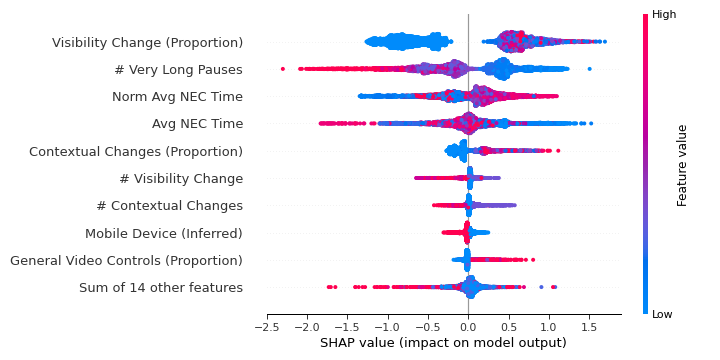 High
Visibility Change (Proportion)
# Very Long Pauses
Norm Avg NEC Time
Avg NEC Time
Contextual Changes (Proportion)
# Visibility Change
# Contextual Changes
Mobile Device (Inferred)
General Video Controls (Proportion)
Sum of 14 other features
Feature value
Low
−2.5 −2.0 −1.5 −1.0 −0.5 0.0 0.5 1.0 1.5
SHAP value (impact on model output)